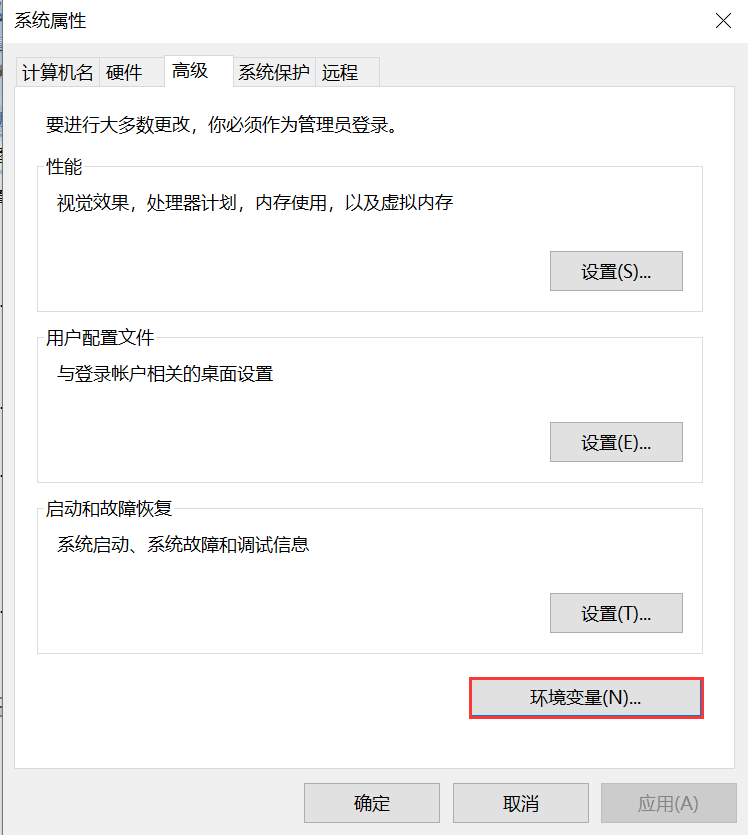 系统属性
计算机名 硬件 高级 系统保护 远程
要进行大多数更改，你必须作为管理员登录。
性能
视觉效果，处理器计划，内存使用，以及虚拟内存
设置(S)...
用户配置文件
与登录帐户相关的桌面设置
设置(E)...
启动和故障恢复
系统启动、系统故障和调试信息
设置(T)...
环境变量(N)...
确定 取消 应用(A)